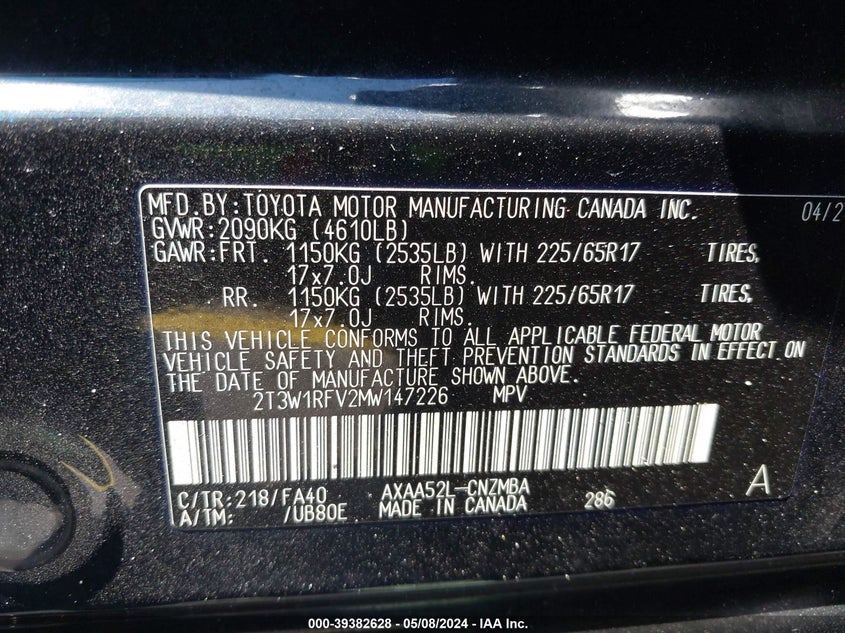 MFD.BY:TOYOTA MOTOR MANUFACTURING CANADA INC. 04/2
GVWR:2090KG (4610LB)
GAWR:FRT. 1150KG (2535LB) WITH 225/65R17 TIRES,
17x7.0J RIMS.
RR. 1150KG (2535LB) WITH 225/65R17 TIRES,
17x7.0J RIMS.
THIS VEHICLE CONFORMS TO ALL APPLICABLE FEDERAL MOTOR
VEHICLE SAFETY AND THEFT PREVENTION STANDARDS IN EFFECT ON
THE DATE OF MANUFACTURE SHOWN ABOVE.
2T3W1RFV2MW147226 MPV
C/TR:218/FA40 AXAA52L-CNZMBA A
A/TM: /UB80E MADE IN CANADA 286
000-39382628 - 05/08/2024 - IAA Inc.